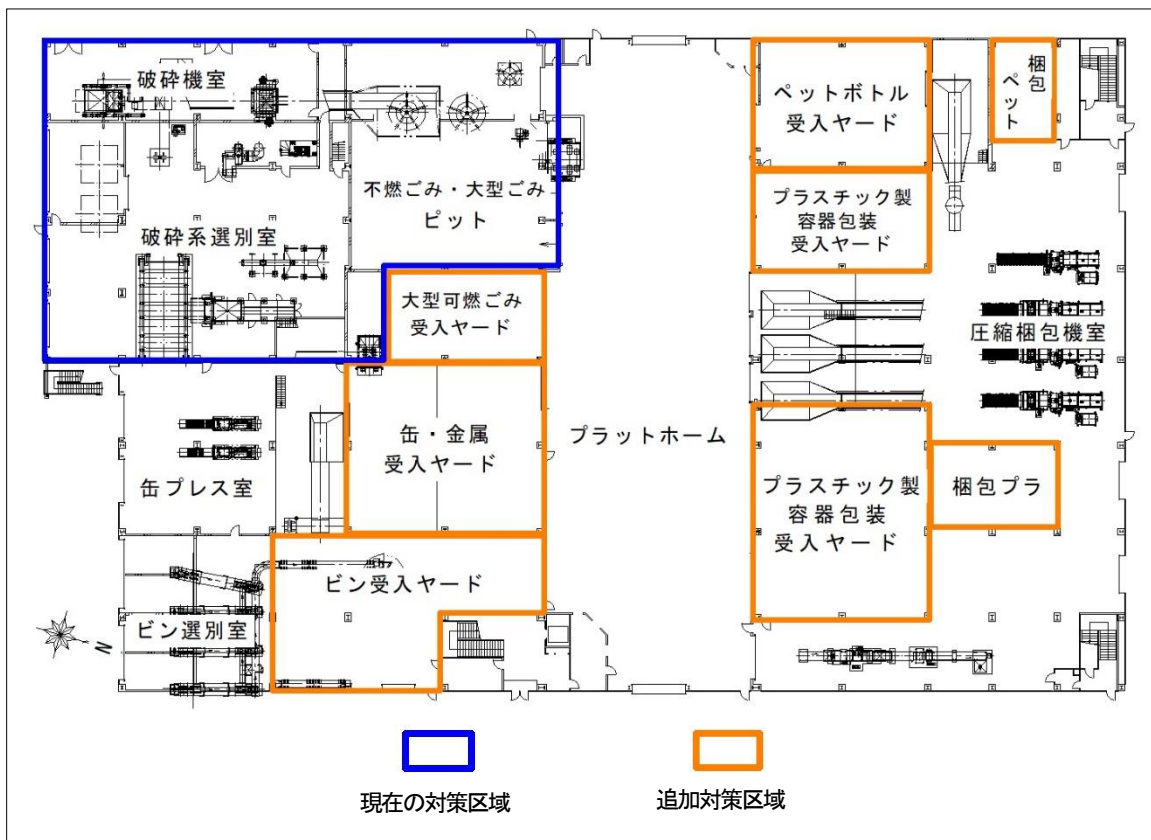 破砕機室
ペットボトル
受入ヤード
梱包
ペット
不燃ごみ・大型ごみ
ピット
プラスチック製
容器包装
受入ヤード
破砕系選別室
大型可燃ごみ
受入ヤード
圧縮梱包機室
缶・金属
受入ヤード
プラットホーム
缶プレス室
プラスチック製
容器包装
受入ヤード
梱包プラ
ビン受入ヤード
ビン選別室
N
現在の対策区域
追加対策区域